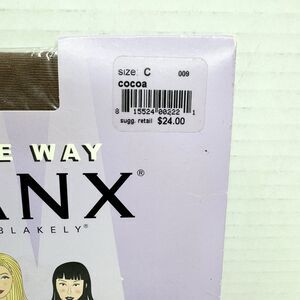 size: C 009
cocoa
8 15524 00222 1
sugg. retail $24.00
E WAY
ANX®
BLAKELY®